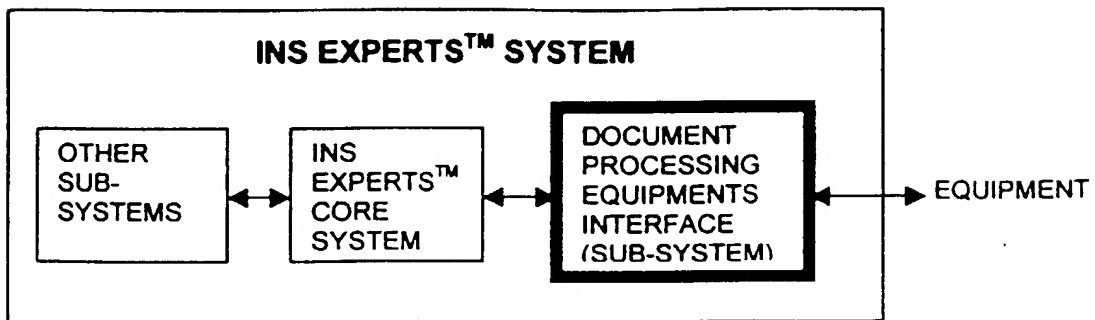 INS EXPERTS™ SYSTEM
OTHER
SUB-
SYSTEMS
INS
EXPERTS™
CORE
SYSTEM
DOCUMENT
PROCESSING
EQUIPMENTS
INTERFACE
(SUB-SYSTEM)
EQUIPMENT